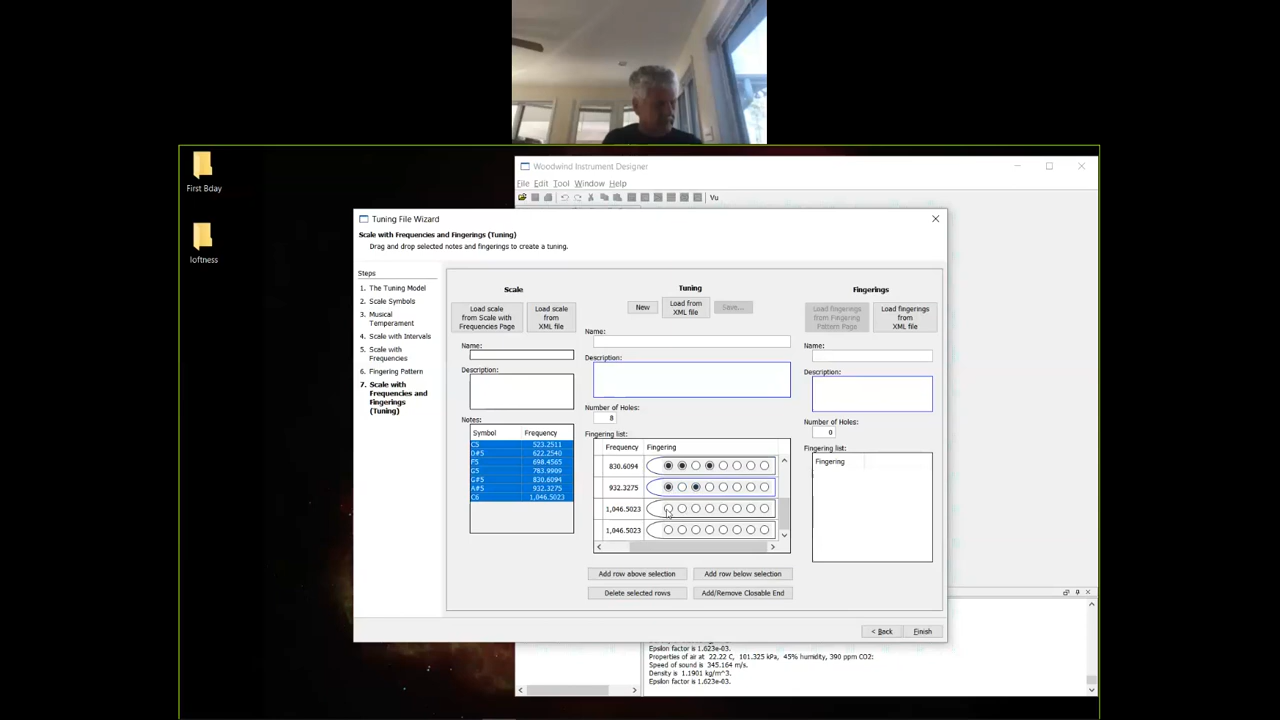 First Bday
loftness
Woodwind Instrument Designer
File Edit Tool Window Help
Vu
Tuning File Wizard
Scale with Frequencies and Fingerings (Tuning)
Drag and drop selected notes and fingerings to create a tuning.
Steps
1. The Tuning Model
2. Scale Symbols
3. Musical
Temperament
4. Scale with Intervals
5. Scale with
Frequencies
6. Fingering Pattern
7. Scale with
Frequencies and
Fingerings
(Tuning)
Scale
Load scale
from Scale with
Frequencies Page
Load scale
from
XML file
Name:
Description:
Notes:
Symbol Frequency
C5 523.2511
D#5 622.2540
F5 698.4565
G5 783.9909
G#5 830.6094
A#5 932.3275
C6 1,046.5023
Tuning
New
Load from
XML file
Save...
Name:
Description:
Number of Holes:
8
Fingering list:
Frequency Fingering
830.6094
932.3275
1,046.5023
1,046.5023
Add row above selection
Add row below selection
Delete selected rows
Add/Remove Closable End
Fingerings
Load fingerings
from Fingering
Pattern Page
Load fingerings
from
XML file
Name:
Description:
Number of Holes:
0
Fingering list:
Fingering
< Back
Finish
Epsilon factor is 1.623e-03.
Properties of air at 22.22 C, 101.325 kPa, 45% humidity, 390 ppm CO2:
Speed of sound is 345.164 m/s.
Density is 1.1901 kg/m^3.
Epsilon factor is 1.623e-03.